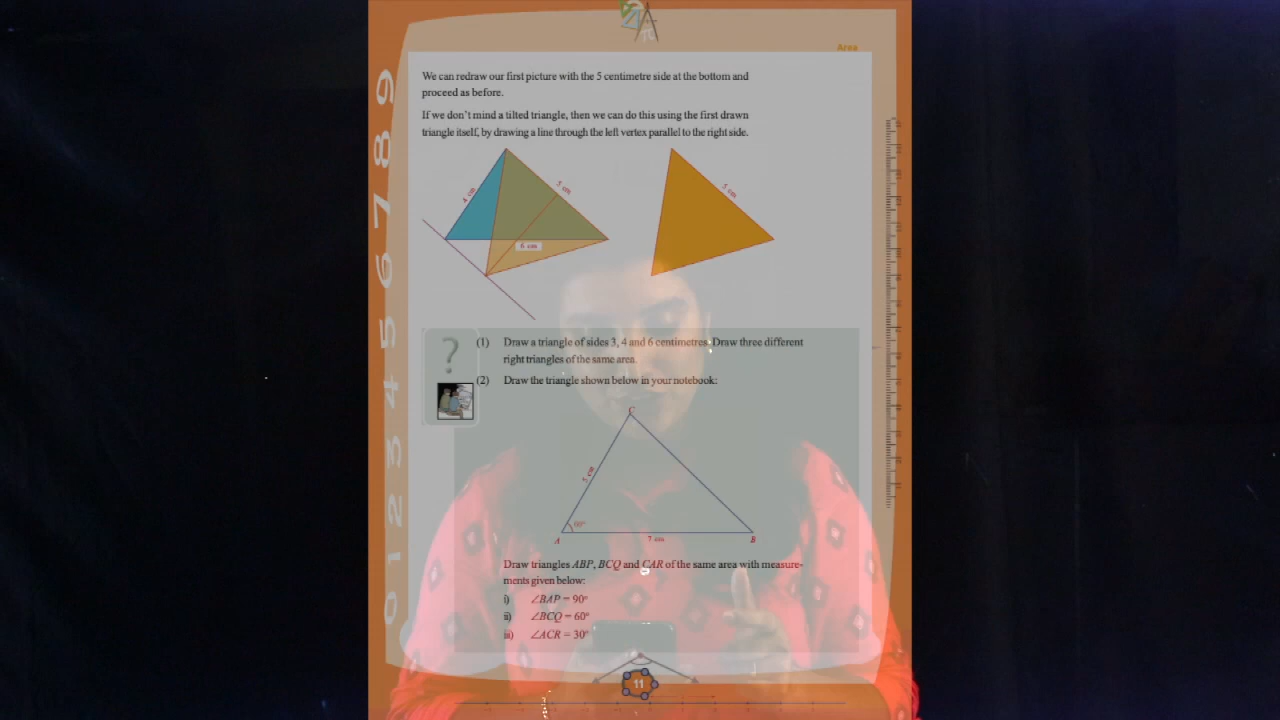 Area
We can redraw our first picture with the 5 centimetre side at the bottom and
proceed as before.
If we don't mind a tilted triangle, then we can do this using the first drawn
triangle itself, by drawing a line through the left vertex parallel to the right side.
4 cm
5 cm
6 cm
5 cm
0 1 2 3 4 5 6 7 8 9
?
(1) Draw a triangle of sides 3, 4 and 6 centimetres. Draw three different
right triangles of the same area.
(2) Draw the triangle shown below in your notebook:
C
5 cm
60°
A
7 cm
B
Draw triangles ABP, BCQ and CAR of the same area with measure-
ments given below:
i) ∠BAP = 90°
ii) ∠BCQ = 60°
iii) ∠ACR = 30°
11